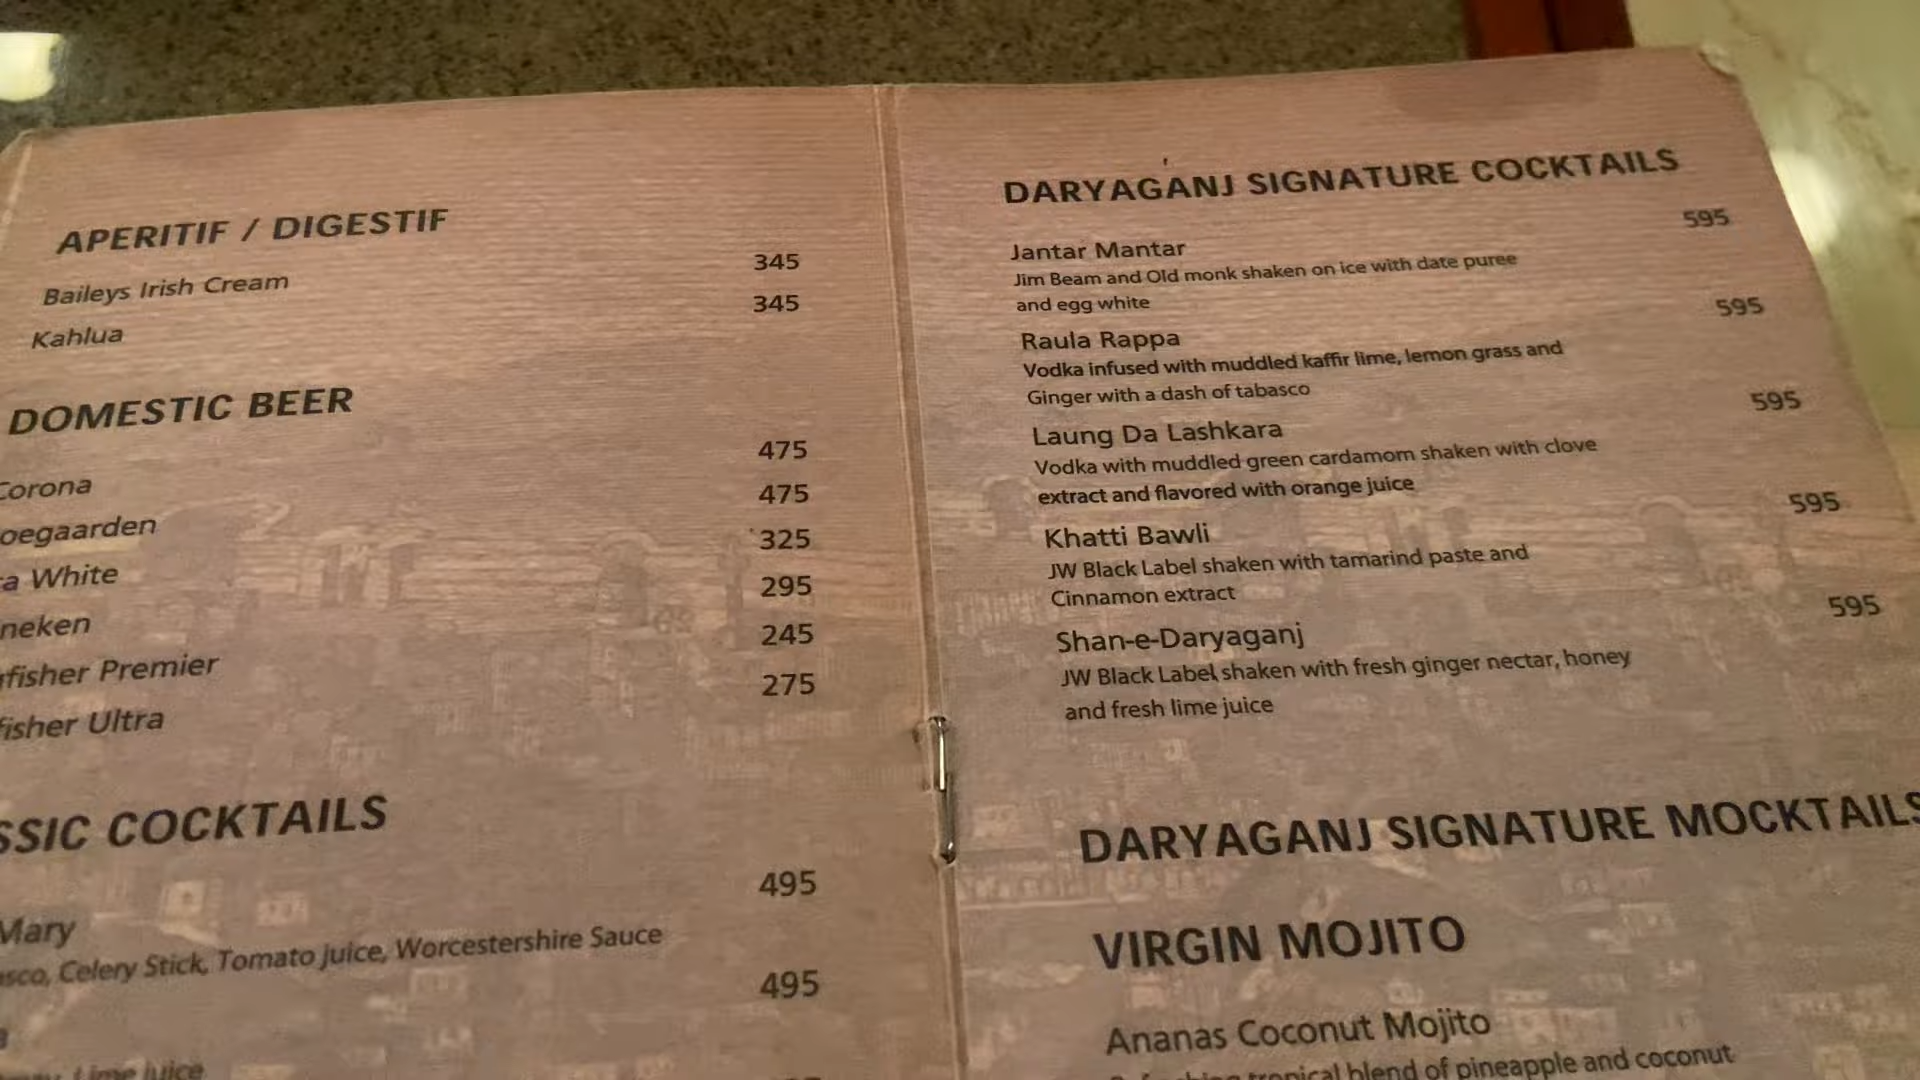 APERITIF / DIGESTIF
Baileys Irish Cream 345
Kahlua 345
DOMESTIC BEER
Corona 475
oegaarden 475
a White 325
neken 295
fisher Premier 245
fisher Ultra 275
SSIC COCKTAILS
Mary 495
sco, Celery Stick, Tomato juice, Worcestershire Sauce
495
Lime juice
DARYAGANJ SIGNATURE COCKTAILS
Jantar Mantar 595
Jim Beam and Old monk shaken on ice with date puree
and egg white
Raula Rappa 595
Vodka infused with muddled kaffir lime, lemon grass and
Ginger with a dash of tabasco
Laung Da Lashkara 595
Vodka with muddled green cardamom shaken with clove
extract and flavored with orange juice
Khatti Bawli 595
JW Black Label shaken with tamarind paste and
Cinnamon extract
Shan-e-Daryaganj 595
JW Black Label shaken with fresh ginger nectar, honey
and fresh lime juice
DARYAGANJ SIGNATURE MOCKTAILS
VIRGIN MOJITO
Ananas Coconut Mojito
tropical blend of pineapple and coconut